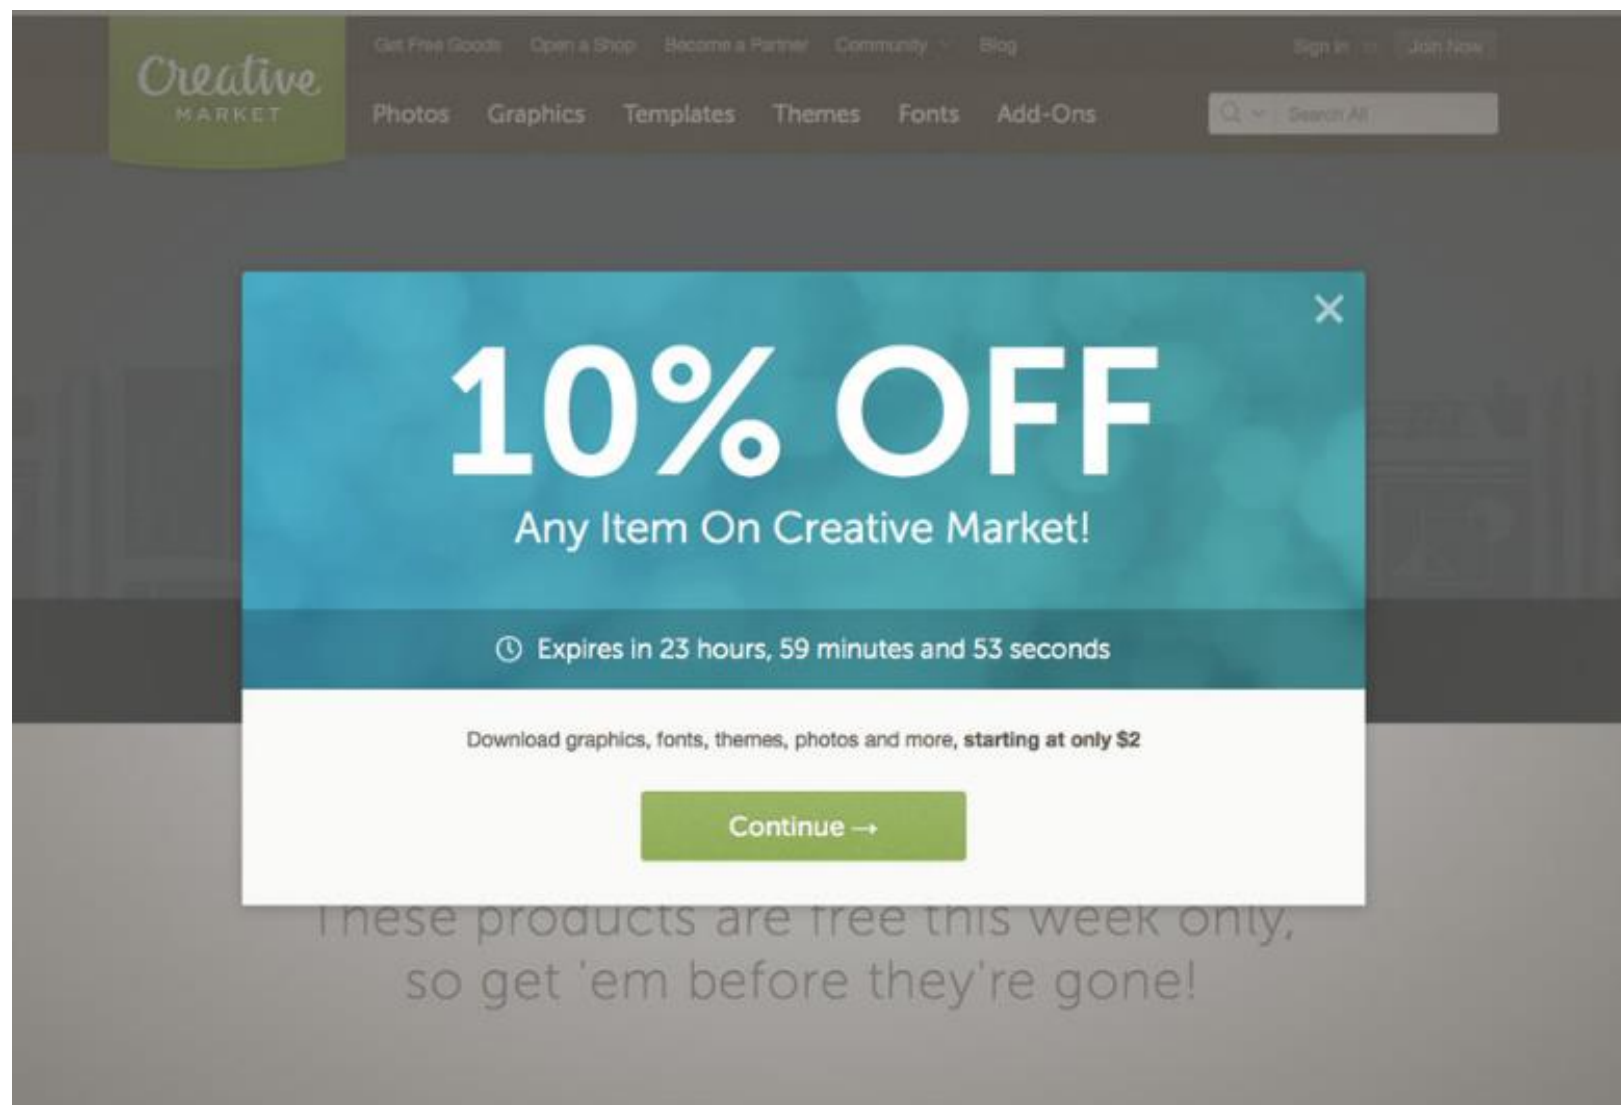 Creative
MARKET
Get Free Goods Open a Shop Become a Partner Community Blog Sign In or Join Now
Photos Graphics Templates Themes Fonts Add-Ons Search All
10% OFF
Any Item On Creative Market!
Expires in 23 hours, 59 minutes and 53 seconds
Download graphics, fonts, themes, photos and more, starting at only $2
Continue →
These products are free this week only,
so get 'em before they're gone!